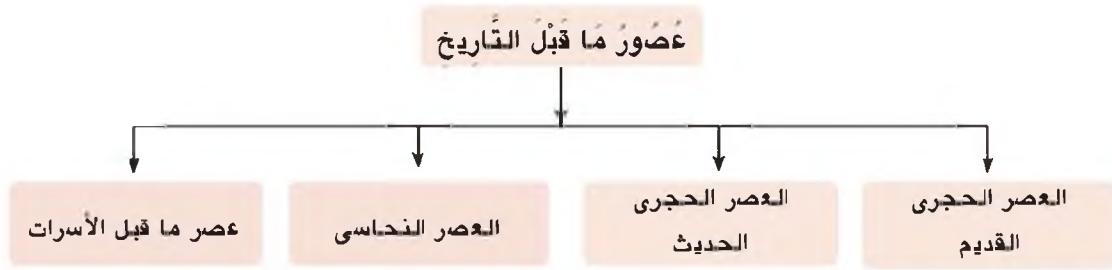 عُصُورُ مَا قَبْلَ التَّارِيخِ
العصر الحجرى
القديم
العصر الحجرى
الحديث
العصر النحاسى
عصر ما قبل الأسرات